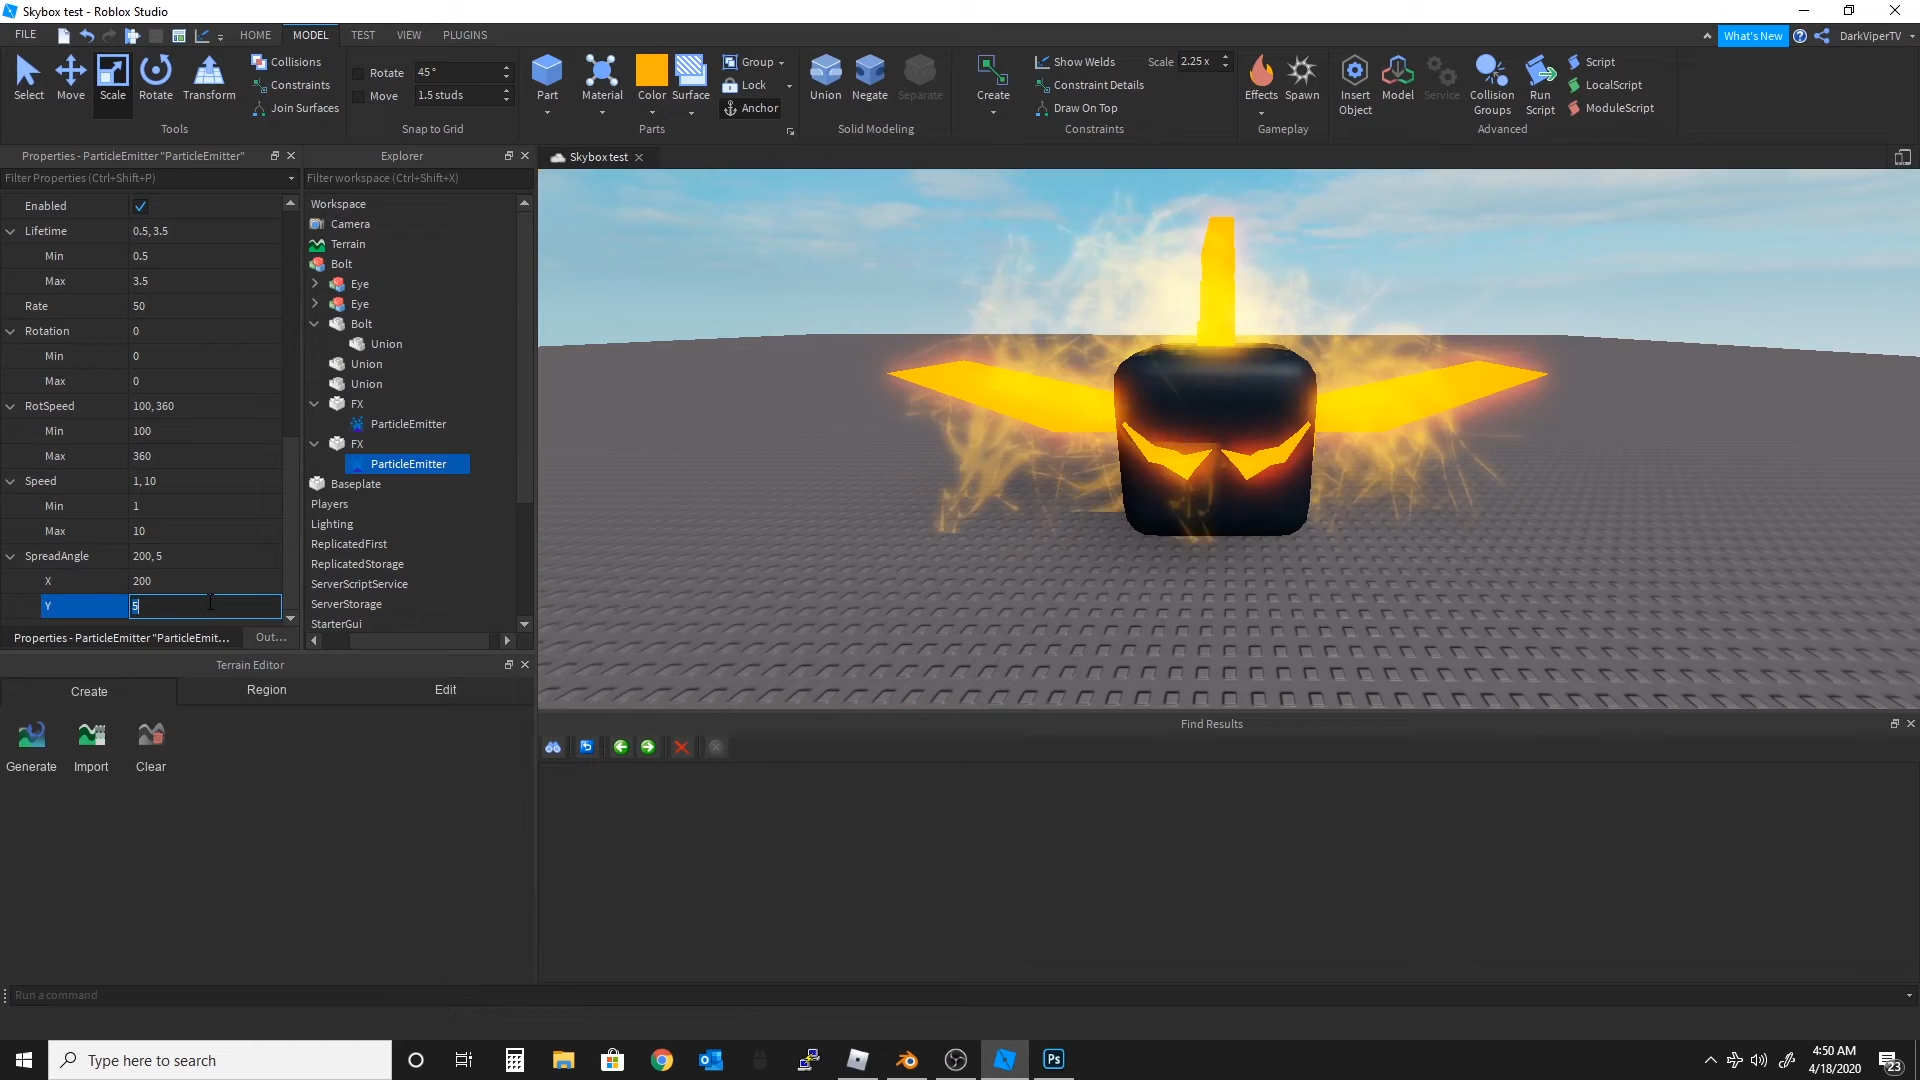 Skybox test - Roblox Studio
FILE
HOME
MODEL
TEST
VIEW
PLUGINS
What's New
DarkViperTV
Select
Move
Scale
Rotate
Transform
Collisions
Constraints
Join Surfaces
Tools
Rotate
45°
Move
1.5 studs
Snap to Grid
Part
Material
Color
Surface
Group
Lock
Anchor
Parts
Union
Negate
Separate
Solid Modeling
Create
Show Welds
Scale
2.25 x
Constraint Details
Draw On Top
Constraints
Effects
Spawn
Gameplay
Insert
Object
Model
Service
Collision
Groups
Run
Script
Script
LocalScript
ModuleScript
Advanced
Properties - ParticleEmitter "ParticleEmitter"
Filter Properties (Ctrl+Shift+P)
Enabled
Lifetime
0.5, 3.5
Min
0.5
Max
3.5
Rate
50
Rotation
0
Min
0
Max
0
RotSpeed
100, 360
Min
100
Max
360
Speed
1, 10
Min
1
Max
10
SpreadAngle
200, 5
X
200
Y
5
Properties - ParticleEmitter "ParticleEmit...
Out...
Explorer
Filter workspace (Ctrl+Shift+X)
Workspace
Camera
Terrain
Bolt
Eye
Eye
Bolt
Union
Union
Union
FX
ParticleEmitter
FX
ParticleEmitter
Baseplate
Players
Lighting
ReplicatedFirst
ReplicatedStorage
ServerScriptService
ServerStorage
StarterGui
Skybox test
Terrain Editor
Create
Region
Edit
Generate
Import
Clear
Find Results
Run a command
Type here to search
Ps
4:50 AM
4/18/2020
23